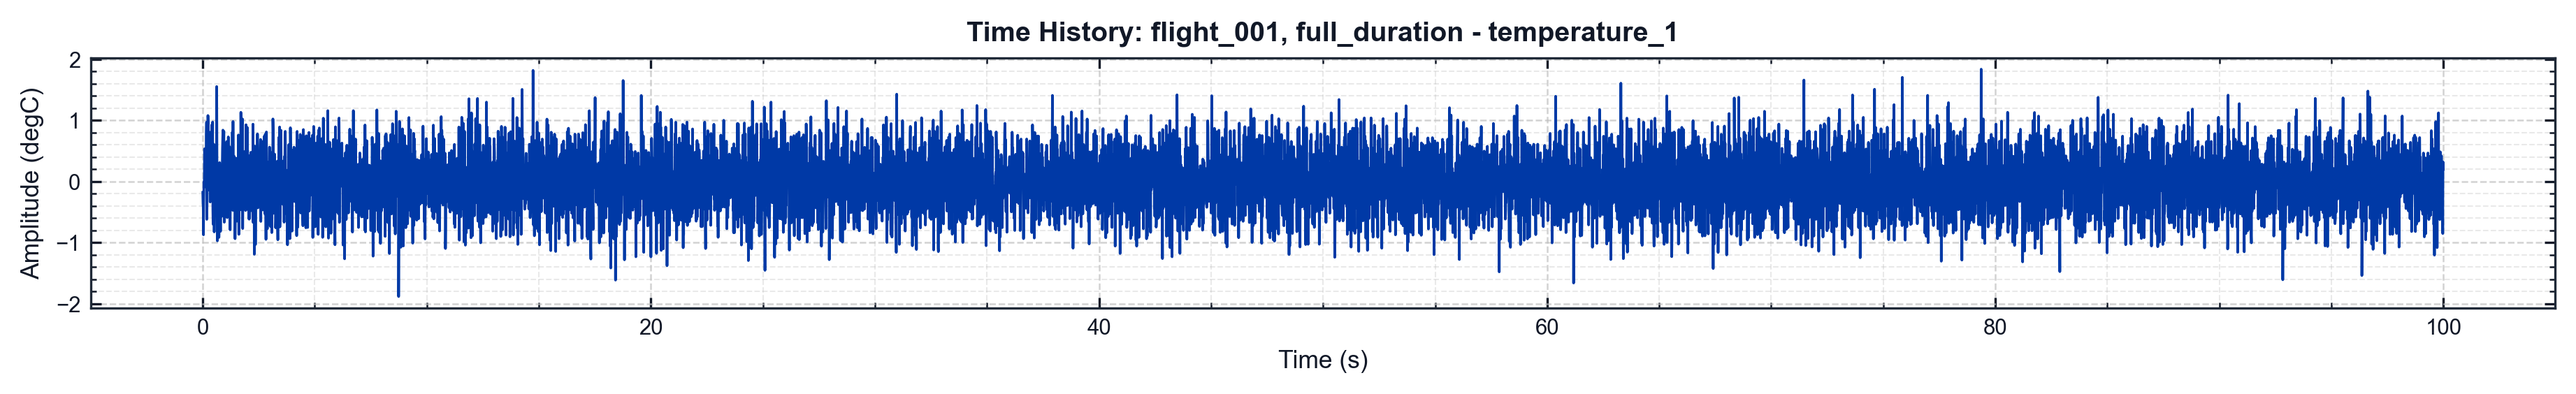 Time History: flight_001, full_duration - temperature_1
Amplitude (degC)
2
1
0
−1
−2
0 20 40 60 80 100
Time (s)